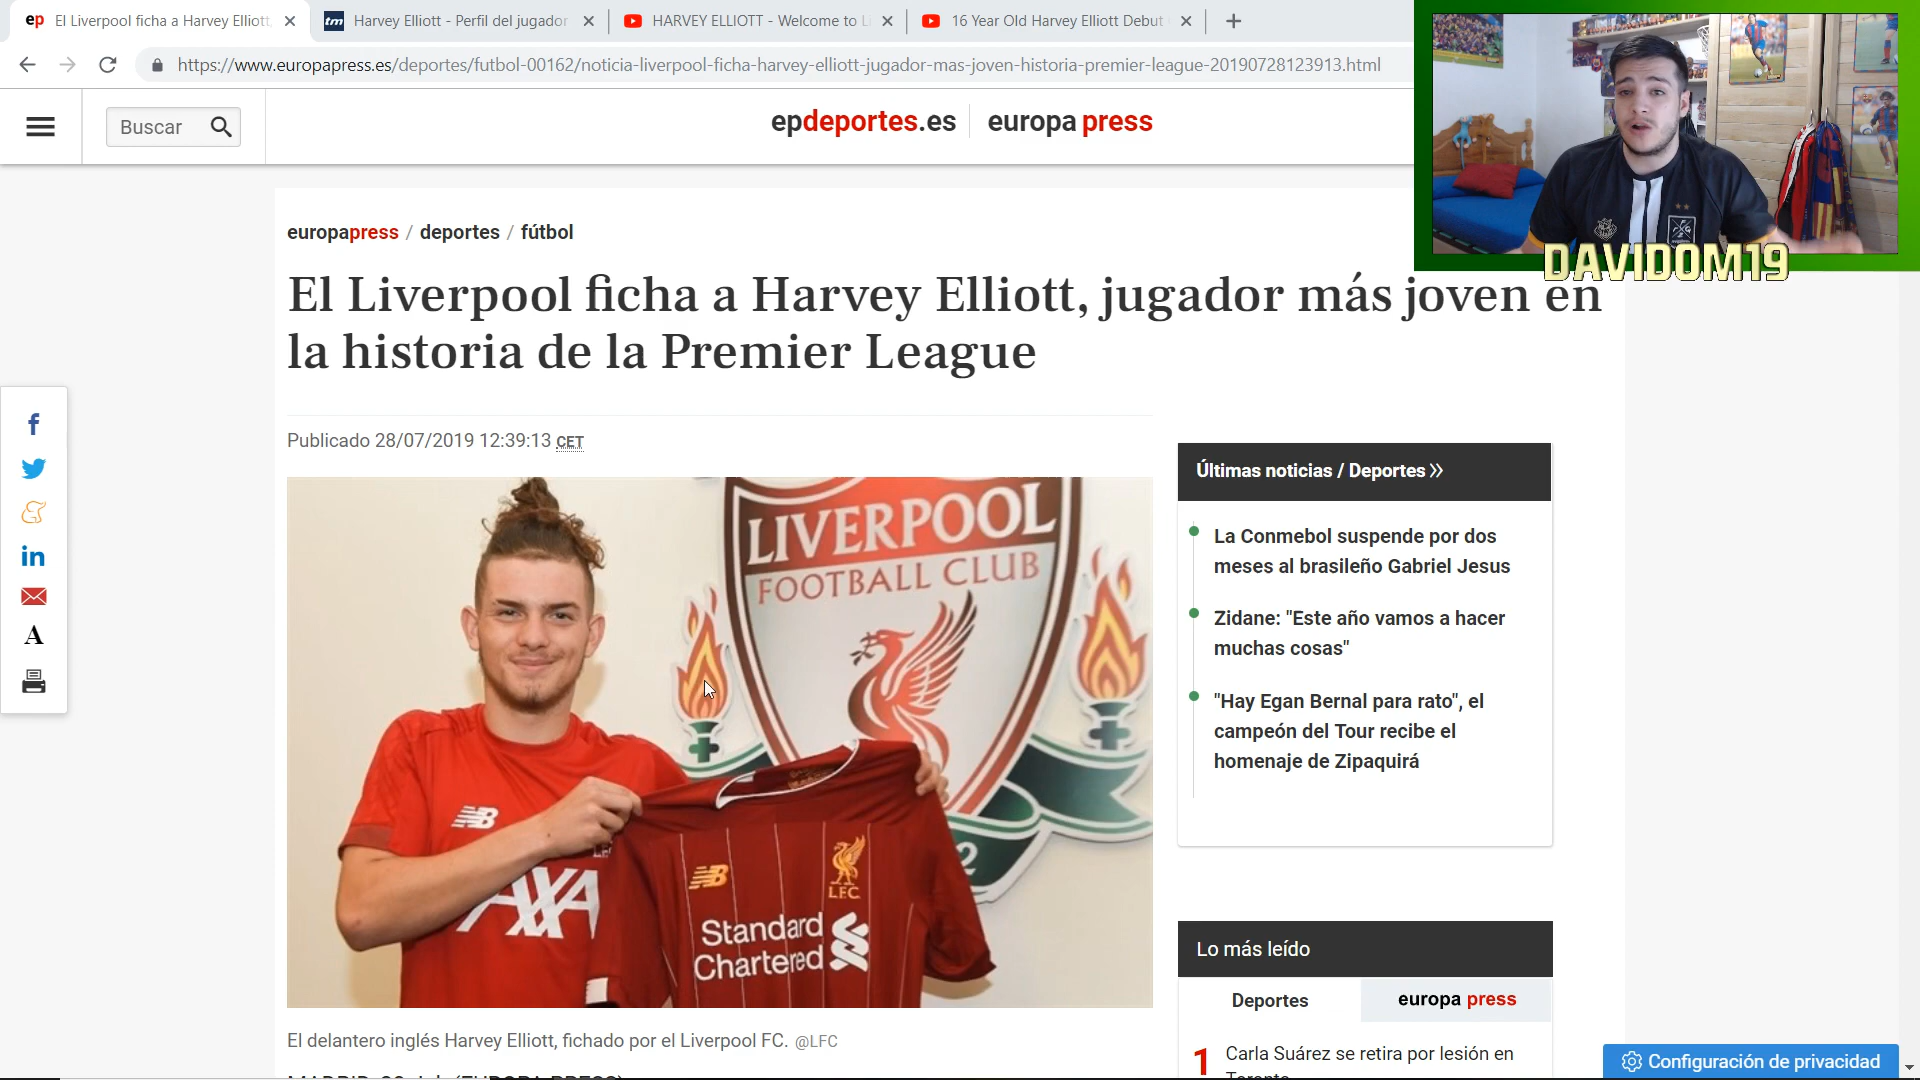 ep El Liverpool ficha a Harvey Elliott,
tm Harvey Elliott - Perfil del jugador
HARVEY ELLIOTT - Welcome to Li
16 Year Old Harvey Elliott Debut
https://www.europapress.es/deportes/futbol-00162/noticia-liverpool-ficha-harvey-elliott-jugador-mas-joven-historia-premier-league-20190728123913.html
Buscar
epdeportes.es europa press
DAVIDOM19
europapress / deportes / fútbol
El Liverpool ficha a Harvey Elliott, jugador más joven en
la historia de la Premier League
Publicado 28/07/2019 12:39:13 CET
f
in
A
LIVERPOOL
FOOTBALL CLUB
NB
AXA
NB
L.F.C.
Standard
Chartered
El delantero inglés Harvey Elliott, fichado por el Liverpool FC. @LFC
Últimas noticias / Deportes »
La Conmebol suspende por dos
meses al brasileño Gabriel Jesus
Zidane: "Este año vamos a hacer
muchas cosas"
"Hay Egan Bernal para rato", el
campeón del Tour recibe el
homenaje de Zipaquirá
Lo más leído
Deportes europa press
1 Carla Suárez se retira por lesión en
Configuración de privacidad